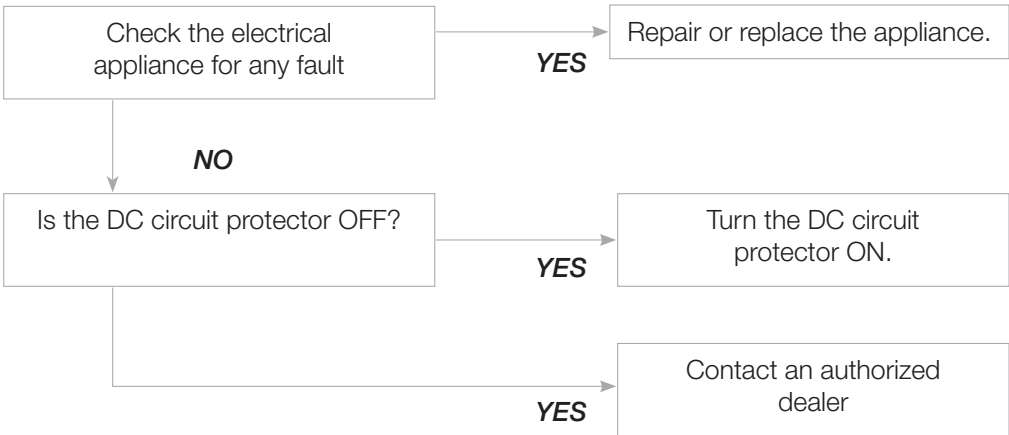 Check the electrical
appliance for any fault
YES
Repair or replace the appliance.
NO
Is the DC circuit protector OFF?
YES
Turn the DC circuit
protector ON.
YES
Contact an authorized
dealer